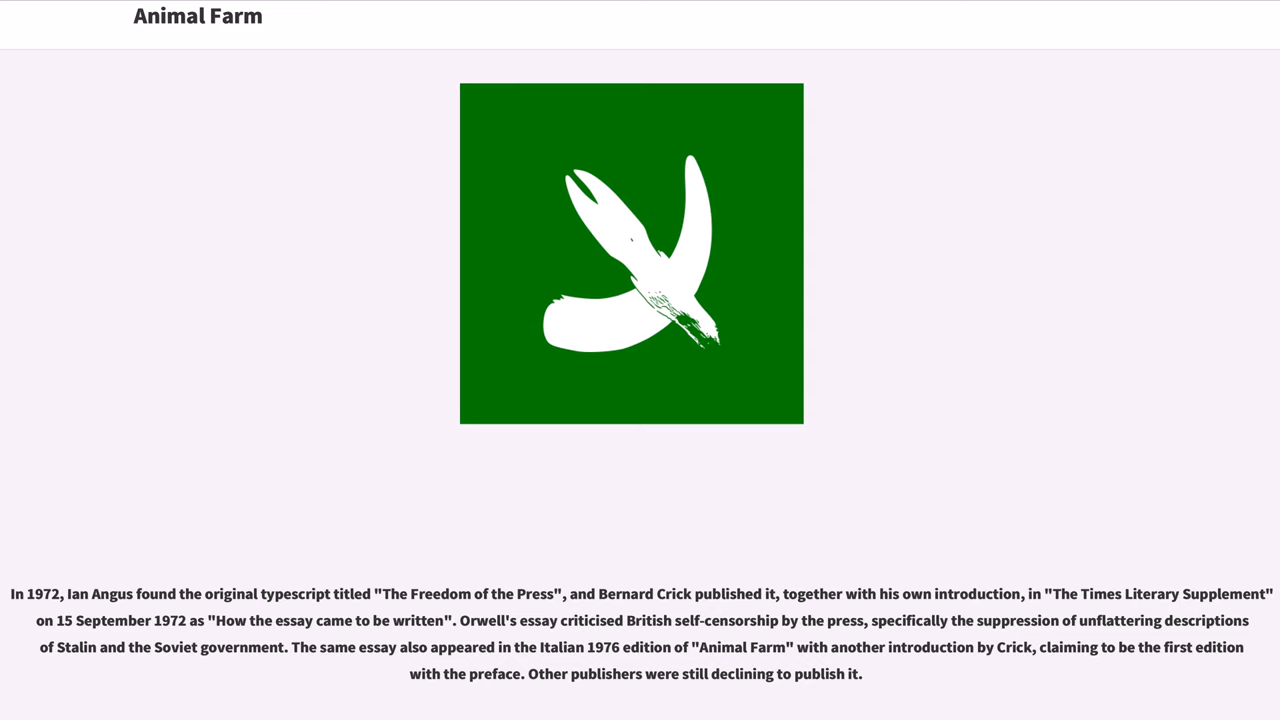 Animal Farm
In 1972, Ian Angus found the original typescript titled "The Freedom of the Press", and Bernard Crick published it, together with his own introduction, in "The Times Literary Supplement"
on 15 September 1972 as "How the essay came to be written". Orwell's essay criticised British self-censorship by the press, specifically the suppression of unflattering descriptions
of Stalin and the Soviet government. The same essay also appeared in the Italian 1976 edition of "Animal Farm" with another introduction by Crick, claiming to be the first edition
with the preface. Other publishers were still declining to publish it.